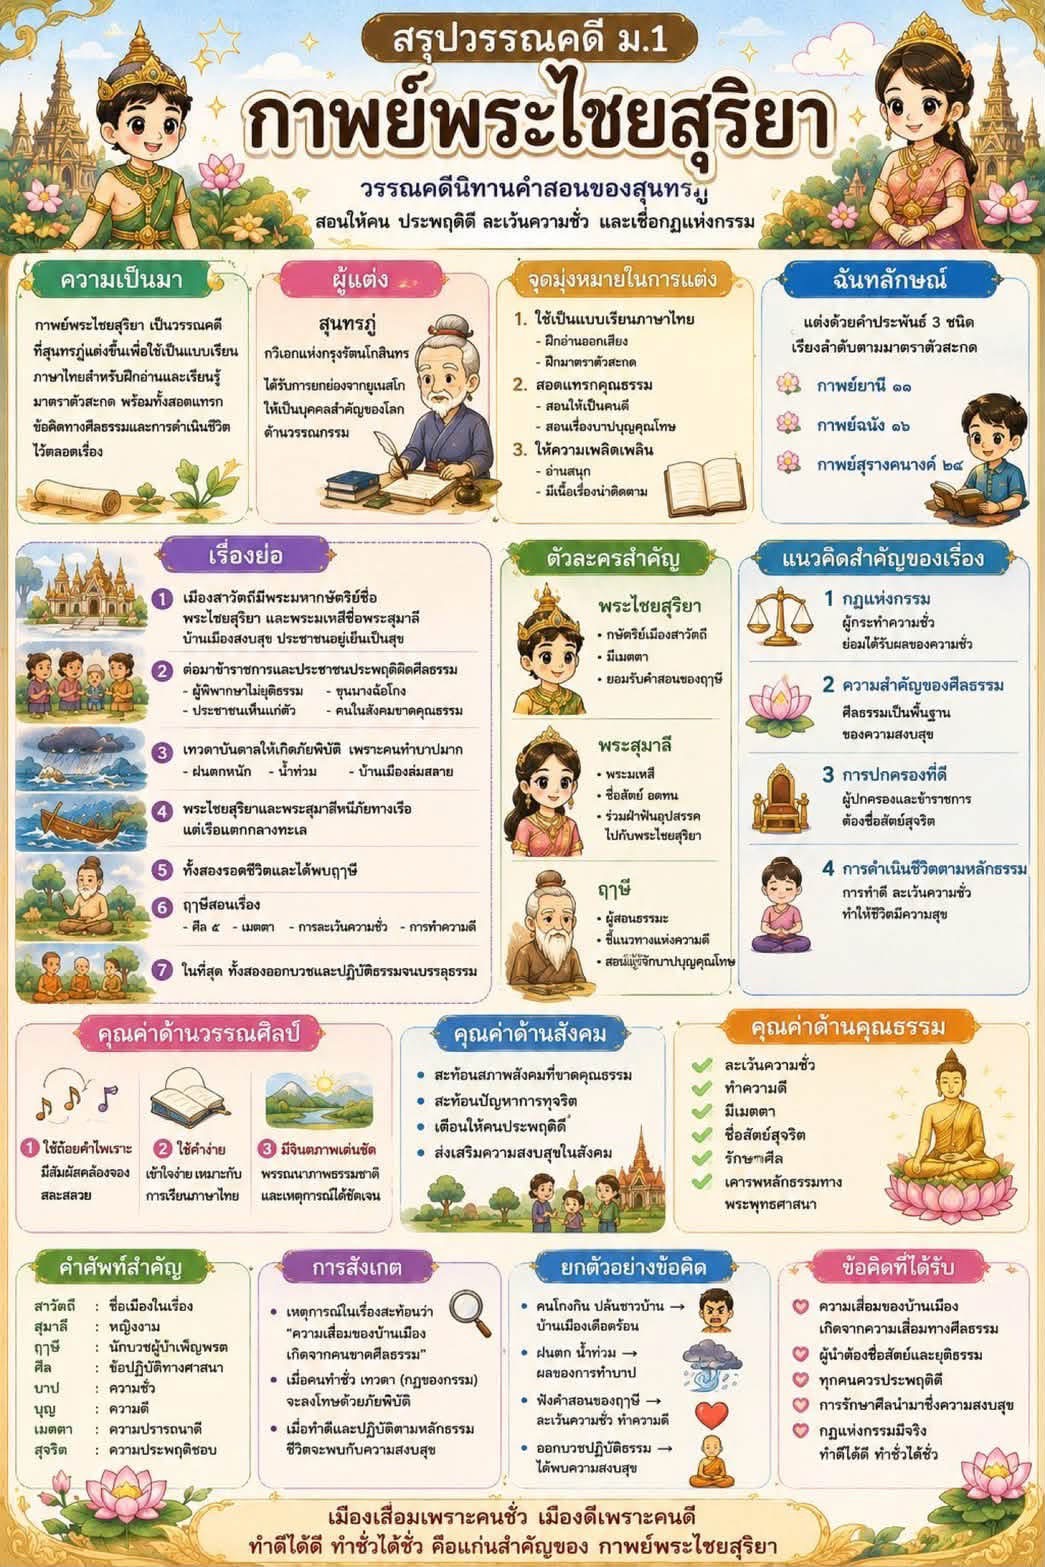 สรุปวรรณคดี ม.1
กาพย์พระไชยสุริยา
วรรณคดีนิทานคำสอนของสุนทรภู่
สอนให้คน ประพฤติดี ละเว้นความชั่ว และเชื่อกฎแห่งกรรม
ความเป็นมา
กาพย์พระไชยสุริยา เป็นวรรณคดี
ที่สุนทรภู่แต่งขึ้นเพื่อใช้เป็นแบบเรียน
ภาษาไทยสำหรับฝึกอ่านและเรียนรู้
มาตราตัวสะกด พร้อมทั้งสอดแทรก
ข้อคิดทางศีลธรรมและการดำเนินชีวิต
ไว้ตลอดเรื่อง
ผู้แต่ง
สุนทรภู่
กวีเอกแห่งกรุงรัตนโกสินทร
ได้รับการยกย่องจากยูเนสโก
ให้เป็นบุคคลสำคัญของโลก
ด้านวรรณกรรม
จุดมุ่งหมายในการแต่ง
1. ใช้เป็นแบบเรียนภาษาไทย
- ฝึกอ่านออกเสียง
- ฝึกมาตราตัวสะกด
2. สอดแทรกคุณธรรม
- สอนให้เป็นคนดี
- สอนเรื่องบาปบุญคุณโทษ
3. ให้ความเพลิดเพลิน
- อ่านสนุก
- มีเนื้อเรื่องน่าติดตาม
ฉันทลักษณ์
แต่งด้วยคำประพันธ์ 3 ชนิด
เรียงลำดับตามมาตราตัวสะกด
กาพย์ยานี ๑๑
กาพย์ฉบัง ๑๖
กาพย์สุรางคนางค์ ๒๘
เรื่องย่อ
1 เมืองสาวัตถีมีพระมหากษัตริย์ชื่อ
พระไชยสุริยา และพระมเหสีชื่อพระสุมาลี
บ้านเมืองสงบสุข ประชาชนอยู่เย็นเป็นสุข
2 ต่อมาข้าราชการและประชาชนประพฤติผิดศีลธรรม
- ผู้พิพากษาไม่ยุติธรรม - ขุนนางฉ้อโกง
- ประชาชนเห็นแก่ตัว - คนในสังคมขาดคุณธรรม
3 เทวดาบันดาลให้เกิดภัยพิบัติ เพราะคนทำบาปมาก
- ฝนตกหนัก - น้ำท่วม - บ้านเมืองล่มสลาย
4 พระไชยสุริยาและพระสุมาลีหนีภัยทางเรือ
แต่เรือแตกกลางทะเล
5 ทั้งสองรอดชีวิตและได้พบฤๅษี
6 ฤๅษีสอนเรื่อง
- ศีล ๕ - เมตตา - การละเว้นความชั่ว - การทำความดี
7 ในที่สุด ทั้งสองออกบวชและปฏิบัติธรรมจนบรรลุธรรม
ตัวละครสำคัญ
พระไชยสุริยา
• กษัตริย์เมืองสาวัตถี
• มีเมตตา
• ยอมรับคำสอนของฤๅษี
พระสุมาลี
• พระมเหสี
• ซื่อสัตย์ อดทน
• ร่วมฝ่าฟันอุปสรรค
ไปกับพระไชยสุริยา
ฤๅษี
• ผู้สอนธรรมะ
• ชี้แนวทางแห่งความดี
• สอนให้รู้จักบาปบุญคุณโทษ
แนวคิดสำคัญของเรื่อง
1 กฎแห่งกรรม
ผู้กระทำความชั่ว
ย่อมได้รับผลของความชั่ว
2 ความสำคัญของศีลธรรม
ศีลธรรมเป็นพื้นฐาน
ของความสงบสุข
3 การปกครองที่ดี
ผู้ปกครองและข้าราชการ
ต้องซื่อสัตย์สุจริต
4 การดำเนินชีวิตตามหลักธรรม
การทำดี ละเว้นความชั่ว
ทำให้ชีวิตมีความสุข
คุณค่าด้านวรรณศิลป์
1 ใช้ถ้อยคำไพเราะ
มีสัมผัสคล้องจอง
สละสลวย
2 ใช้คำง่าย
เข้าใจง่าย เหมาะกับ
การเรียนภาษาไทย
3 มีจินตภาพเด่นชัด
พรรณนาภาพธรรมชาติ
และเหตุการณ์ได้ชัดเจน
คุณค่าด้านสังคม
• สะท้อนสภาพสังคมที่ขาดคุณธรรม
• สะท้อนปัญหาการทุจริต
• เตือนให้คนประพฤติดี
• ส่งเสริมความสงบสุขในสังคม
คุณค่าด้านคุณธรรม
ละเว้นความชั่ว
ทำความดี
มีเมตตา
ซื่อสัตย์สุจริต
รักษาศีล
เคารพหลักธรรมทาง
พระพุทธศาสนา
คำศัพท์สำคัญ
สาวัตถี : ชื่อเมืองในเรื่อง
สุมาลี : หญิงงาม
ฤๅษี : นักบวชผู้บำเพ็ญพรต
ศีล : ข้อปฏิบัติทางศาสนา
บาป : ความชั่ว
บุญ : ความดี
เมตตา : ความปรารถนาดี
สุจริต : ความประพฤติชอบ
การสังเกต
• เหตุการณ์ในเรื่องสะท้อนว่า
"ความเสื่อมของบ้านเมือง
เกิดจากคนขาดศีลธรรม"
• เมื่อคนทำชั่ว เทวดา (กฎของกรรม)
จะลงโทษด้วยภัยพิบัติ
• เมื่อทำดีและปฏิบัติตามหลักธรรม
ชีวิตจะพบกับความสงบสุข
ยกตัวอย่างข้อคิด
• คนโกงกิน ปล้นชาวบ้าน →
บ้านเมืองเดือดร้อน
• ฝนตก น้ำท่วม →
ผลของการทำบาป
• ฟังคำสอนของฤๅษี →
ละเว้นความชั่ว ทำความดี
• ออกบวชปฏิบัติธรรม →
ได้พบความสงบสุข
ข้อคิดที่ได้รับ
ความเสื่อมของบ้านเมือง
เกิดจากความเสื่อมทางศีลธรรม
ผู้นำต้องซื่อสัตย์และยุติธรรม
ทุกคนควรประพฤติดี
การรักษาศีลนำมาซึ่งความสงบสุข
กฎแห่งกรรมมีจริง
ทำดีได้ดี ทำชั่วได้ชั่ว
เมืองเสื่อมเพราะคนชั่ว เมืองดีเพราะคนดี
ทำดีได้ดี ทำชั่วได้ชั่ว คือแก่นสำคัญของ กาพย์พระไชยสุริยา